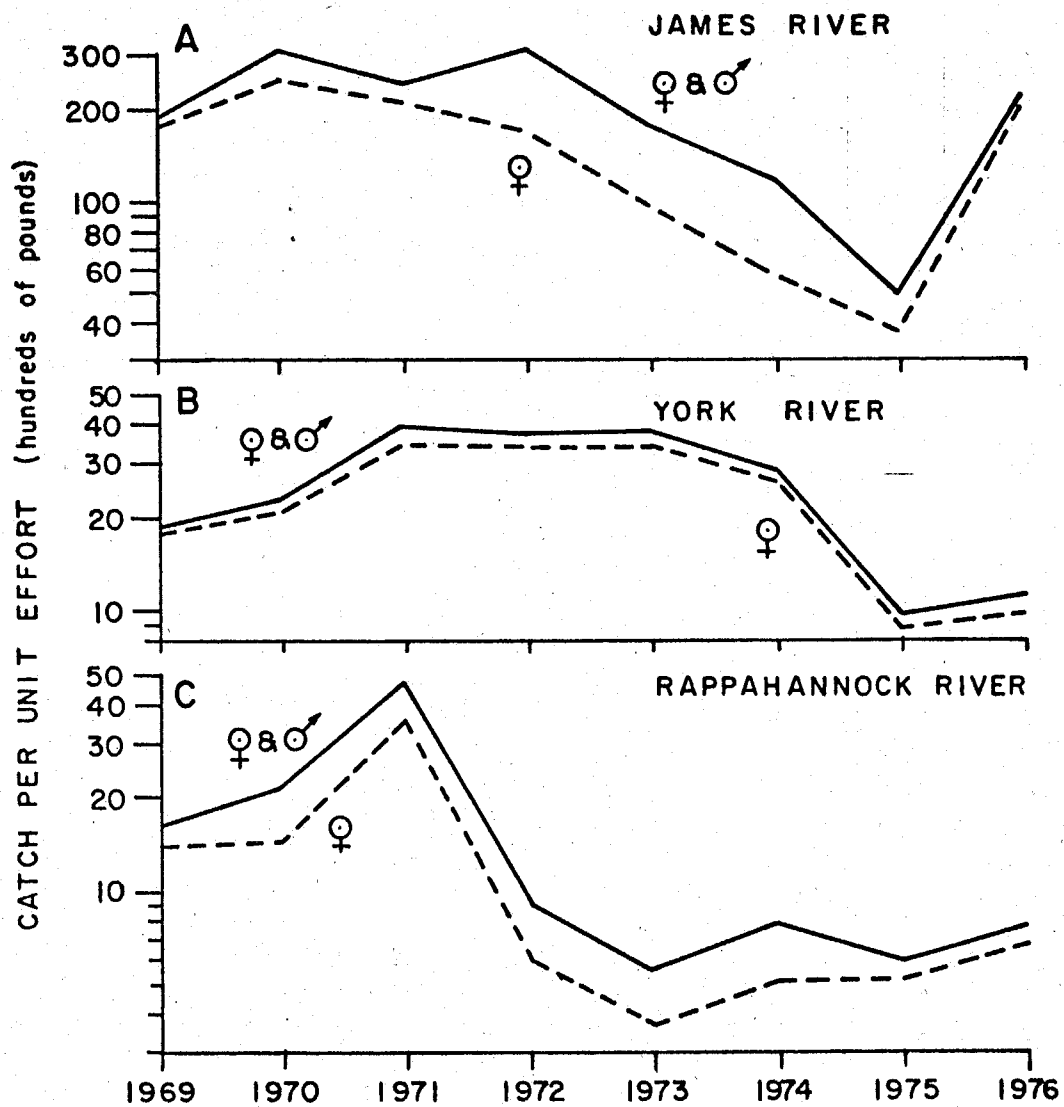 A
JAMES RIVER
300
♀ & ♂
200
♀
100
80
60
40
B
YORK RIVER
50
♀ & ♂
40
30
20
♀
10
C
RAPPAHANNOCK RIVER
50
40
♀ & ♂
30
20
♀
10
1969 1970 1971 1972 1973 1974 1975 1976
CATCH PER UNIT EFFORT (hundreds of pounds)